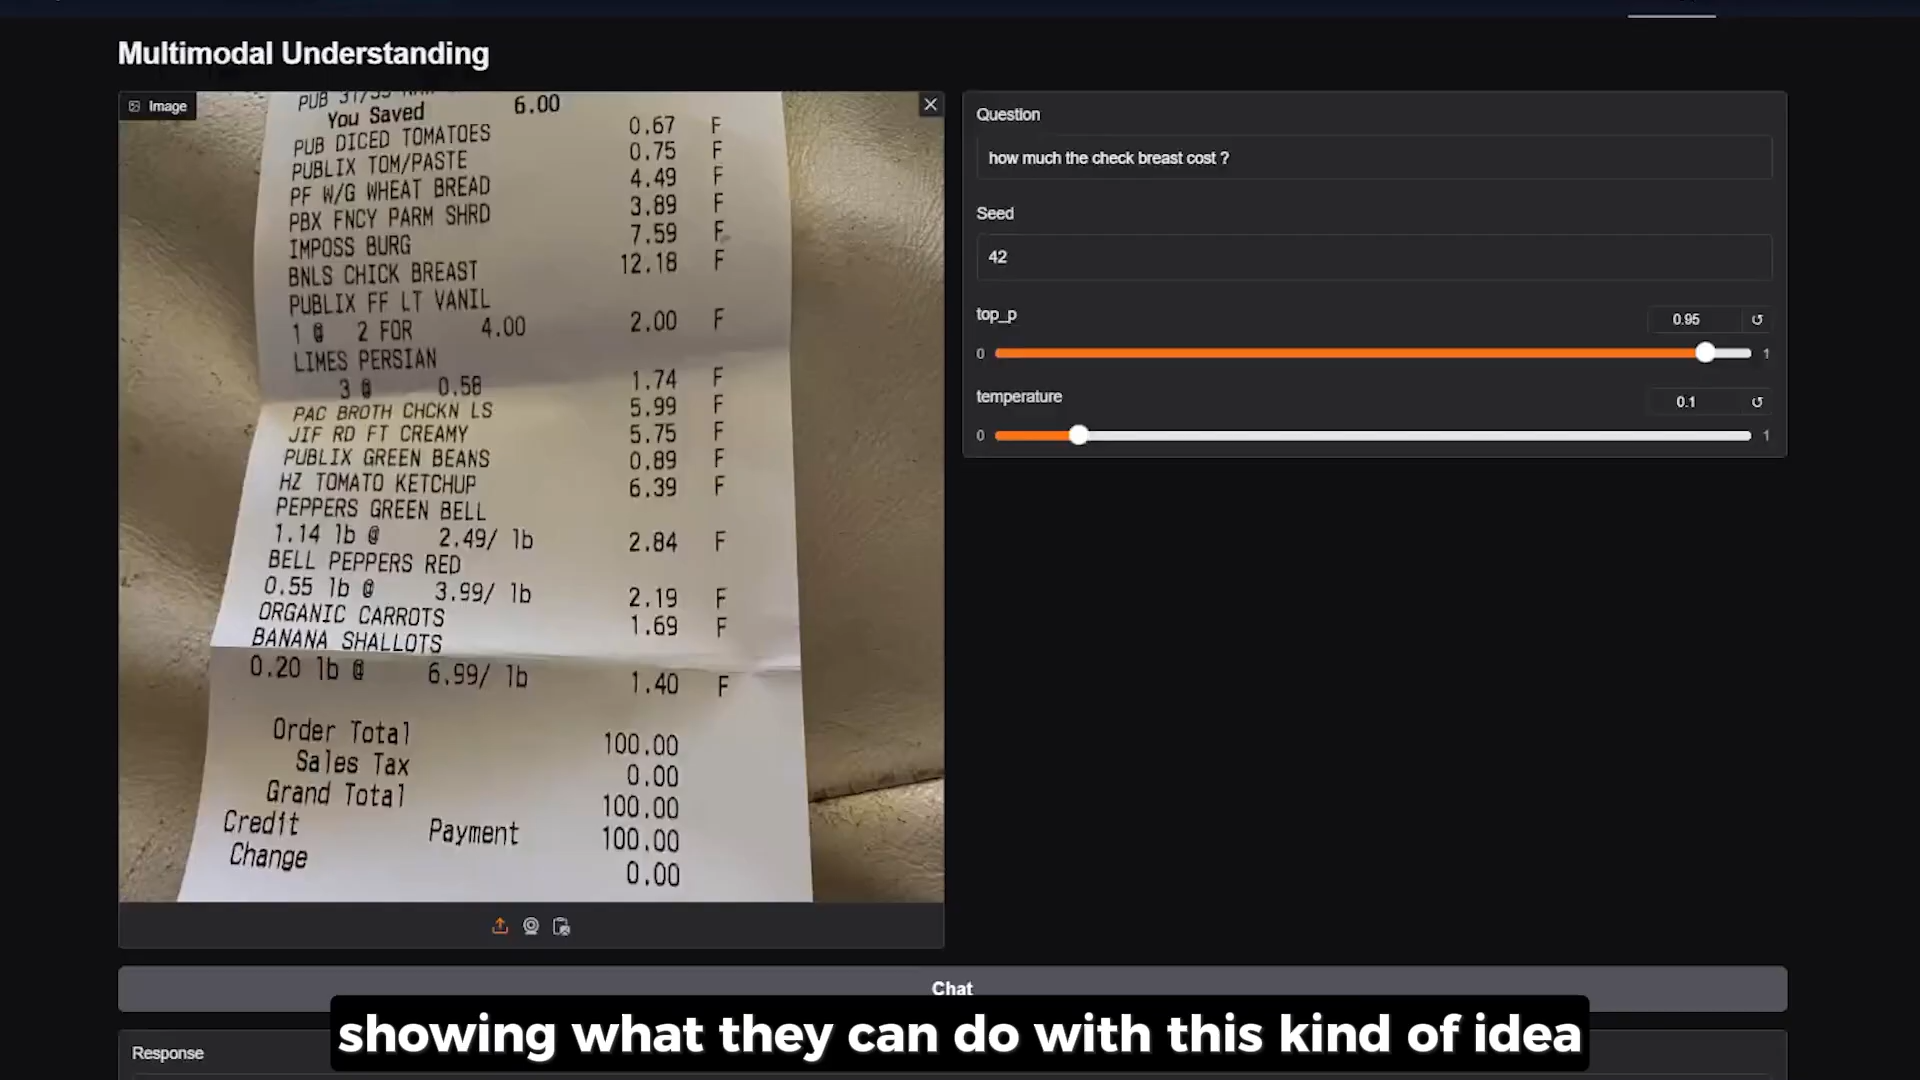 Multimodal Understanding
Image
You Saved 6.00
PUB DICED TOMATOES 0.67 F
PUBLIX TOM/PASTE 0.75 F
PF W/G WHEAT BREAD 4.49 F
PBX FNCY PARM SHRD 3.89 F
IMPOSS BURG 7.59 F
BNLS CHICK BREAST 12.18 F
PUBLIX FF LT VANIL
1 @ 2 FOR 4.00 2.00 F
LIMES PERSIAN
3 @ 0.58 1.74 F
PAC BROTH CHCKN LS 5.99 F
JIF RD FT CREAMY 5.75 F
PUBLIX GREEN BEANS 0.89 F
HZ TOMATO KETCHUP 6.39 F
PEPPERS GREEN BELL
1.14 lb @ 2.49/ lb 2.84 F
BELL PEPPERS RED
0.55 lb @ 3.99/ lb 2.19 F
ORGANIC CARROTS 1.69 F
BANANA SHALLOTS
0.20 lb @ 6.99/ lb 1.40 F
Order Total 100.00
Sales Tax 0.00
Grand Total 100.00
Credit Payment 100.00
Change 0.00
Question
how much the check breast cost ?
Seed
42
top_p 0.95
0 1
temperature 0.1
0 1
Chat
Response
showing what they can do with this kind of idea